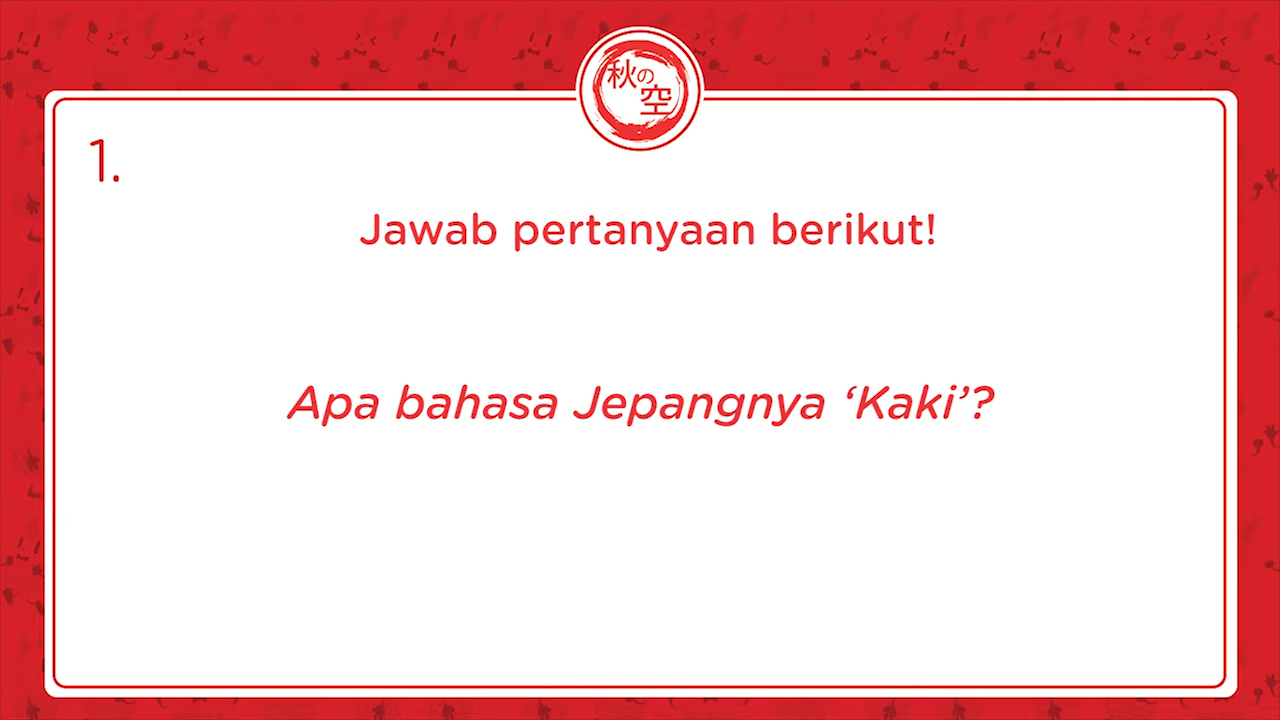 秋の
空
1.
Jawab pertanyaan berikut!
Apa bahasa Jepangnya ‘Kaki’?